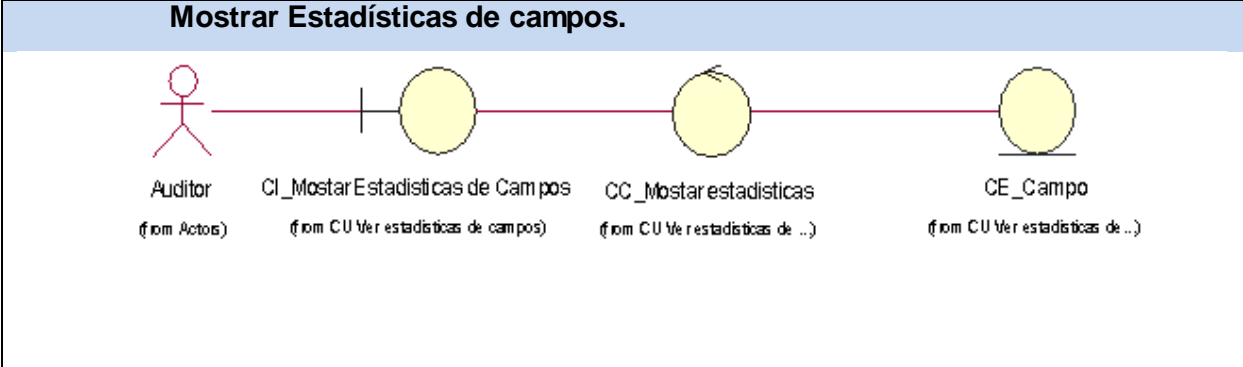 Mostrar Estadísticas de campos.
Auditor
CI_Mostar Estadisticas de Campos
CC_Mostar estadisticas
CE_Campo
(from Actors)
(from CU Ver estadisticas de campos)
(from CU Ve r estadisticas de ...)
(from CU Ver estadisticas de ...)